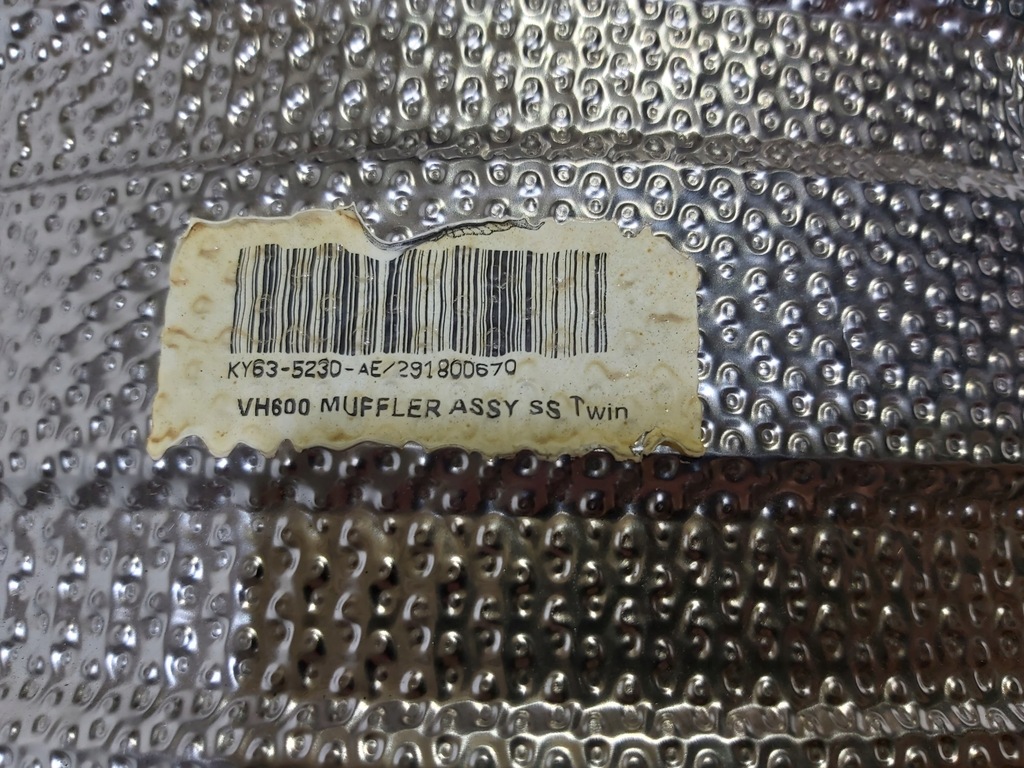 KY63-5230-AE/291800670
VH600 MUFFLER ASSY SS Twin